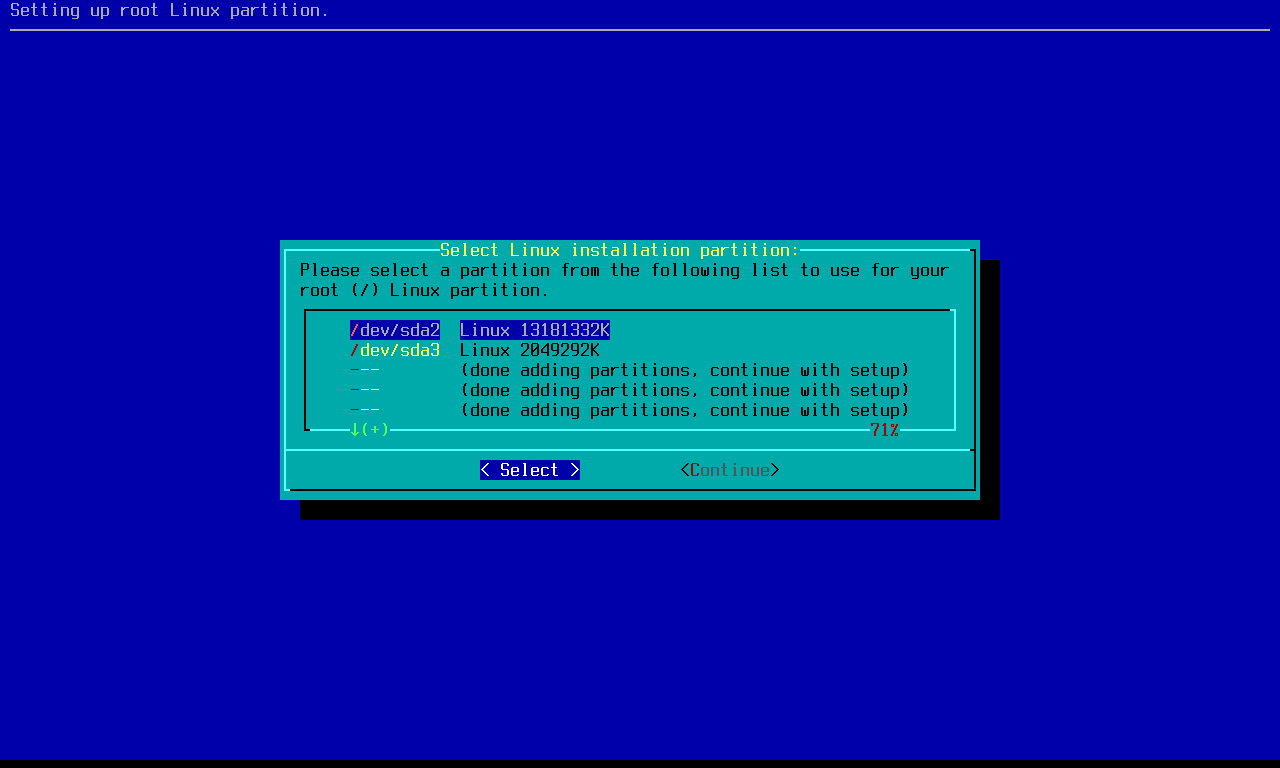 Setting up root Linux partition.
Select Linux installation partition:
Please select a partition from the following list to use for your
root (/) Linux partition.
/dev/sda2  Linux 13181332K
/dev/sda3  Linux 2049292K
---        (done adding partitions, continue with setup)
---        (done adding partitions, continue with setup)
---        (done adding partitions, continue with setup)
↓(+) 71%
< Select > <Continue>